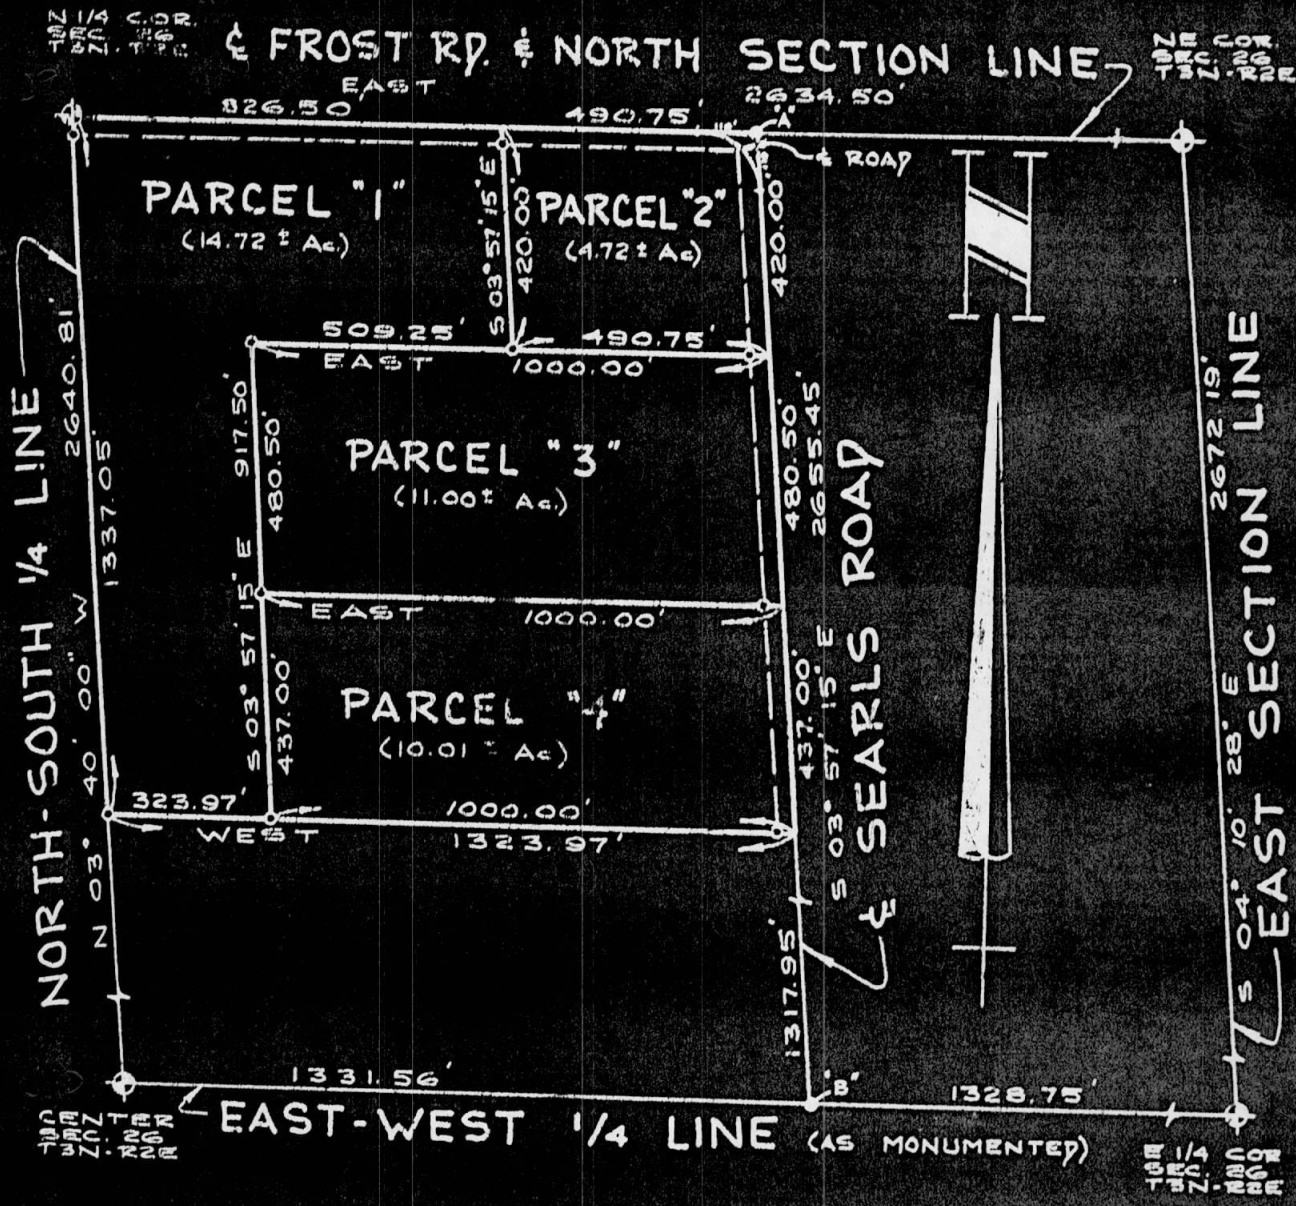 N 1/4 COR.
SEC. 26
T3N-
℄ FROST RD. & NORTH SECTION LINE
NE COR.
SEC. 26
T3N-R2E
EAST
826.50'
490.75'
2634.50'
"A"
℄ ROAD
PARCEL "1"
(14.72 ± Ac.)
S 03° 57' 15" E
420.00'
PARCEL "2"
(4.72 ± Ac)
420.00'
509.25'
EAST
490.75'
1000.00'
NORTH-SOUTH 1/4 LINE
2640.81'
1337.05'
N 03° 40' 00" W
917.50'
480.50'
S 03° 57' 15" E
437.00'
PARCEL "3"
(11.00 ± Ac.)
480.50'
2655.45'
EAST
1000.00'
PARCEL "4"
(10.01 ± Ac)
437.00'
S 03° 57' 15" E
℄ SEARLS ROAD
2672.19'
S 04° 10' 28" E
EAST SECTION LINE
323.97'
WEST
1000.00'
1323.97'
1317.95'
1331.56'
"B"
1328.75'
EAST-WEST 1/4 LINE (AS MONUMENTED)
CENTER
SEC. 26
T3N-R2E
E 1/4 COR
SEC. 26
T3N-R2E